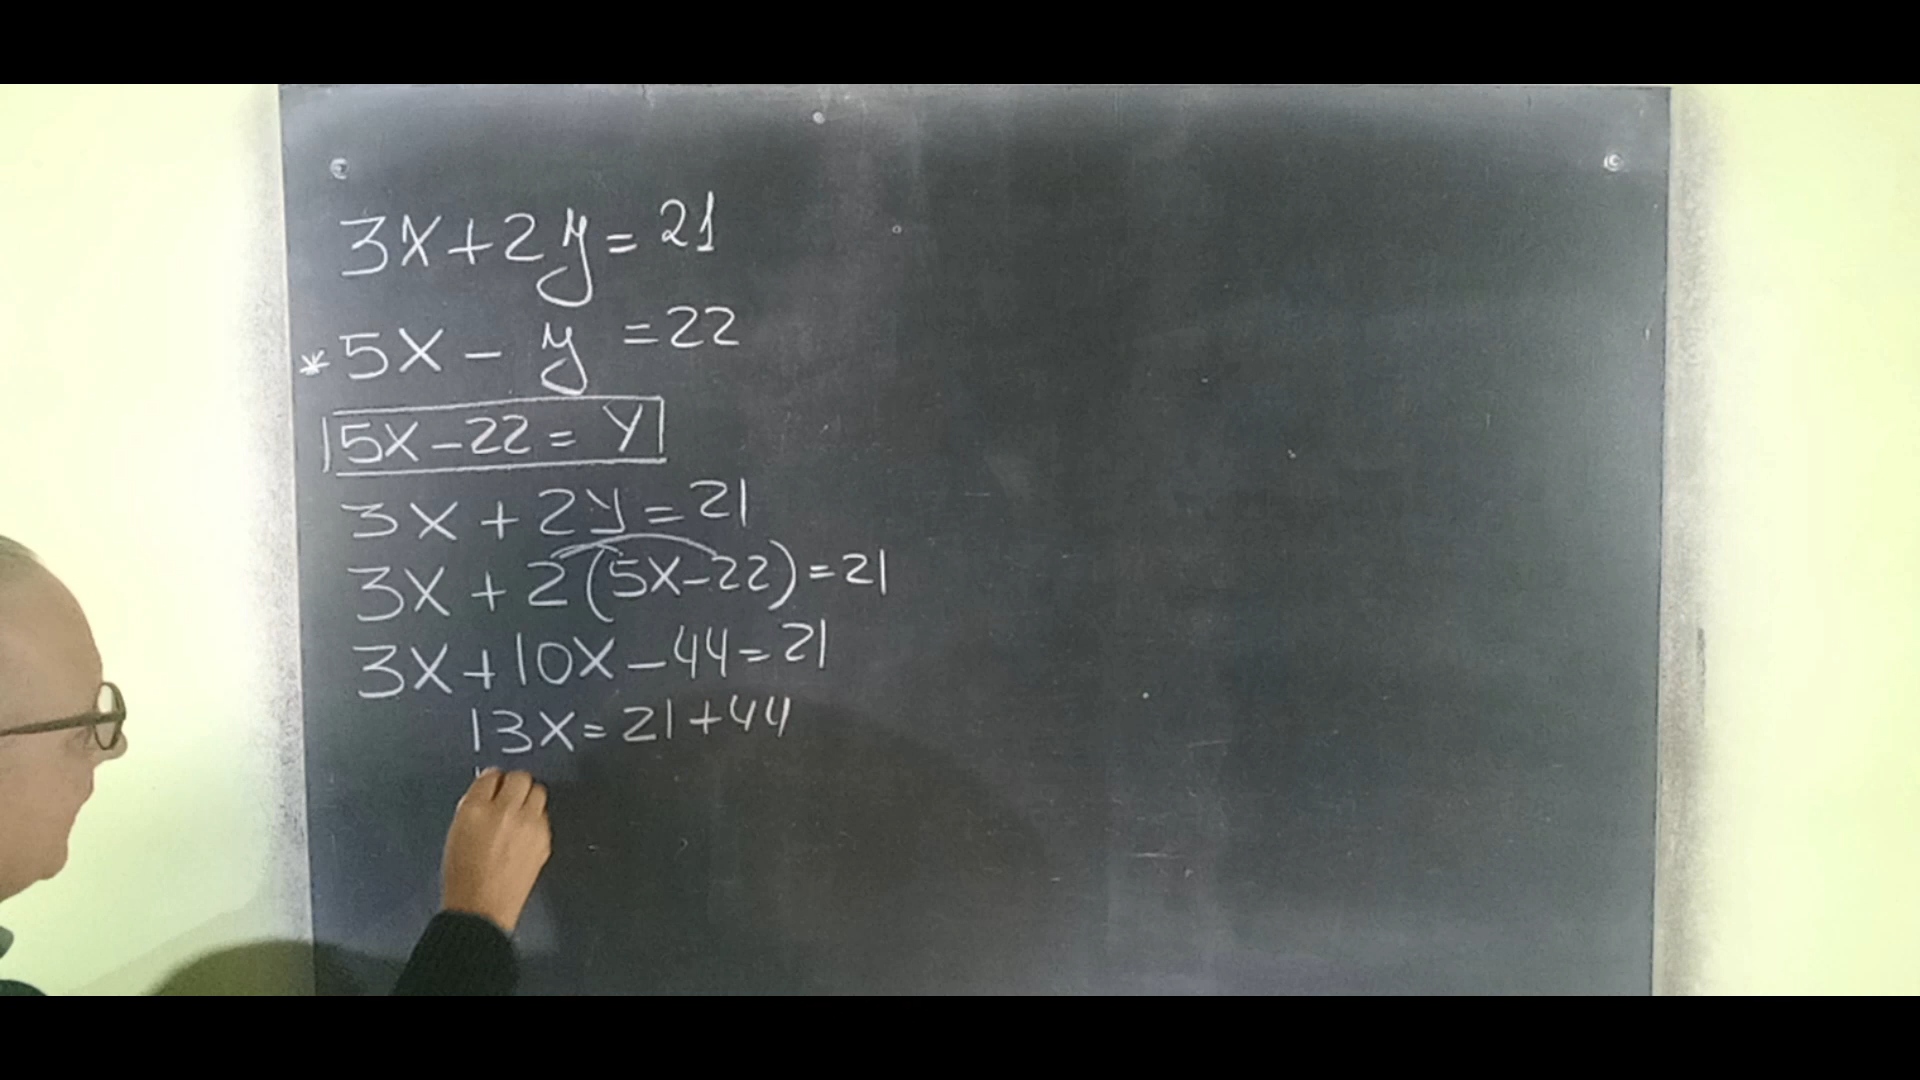 3x+2y=21
*5x-y=22
5x-22=y
3x+2y=21
3x+2(5x-22)=21
3x+10x-44=21
13x=21+44